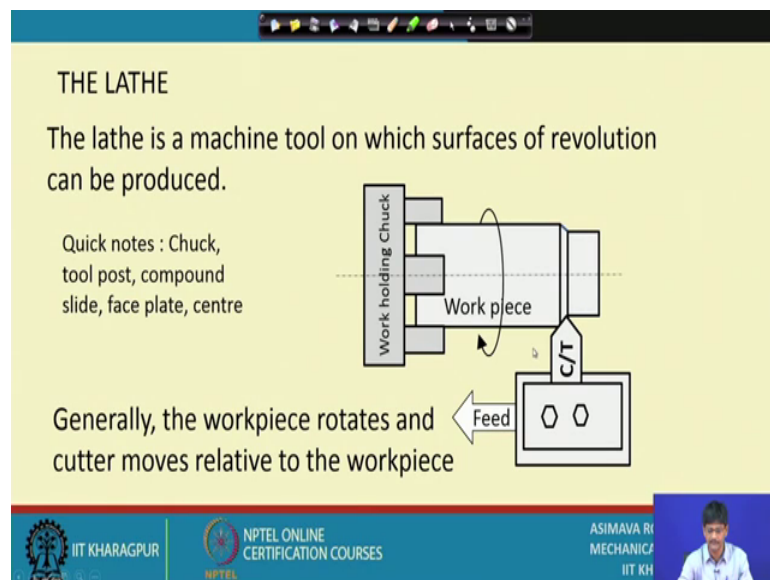 THE LATHE
The lathe is a machine tool on which surfaces of revolution
can be produced.
Quick notes : Chuck,
tool post, compound
slide, face plate, centre
Work holding Chuck
Work piece
C/T
Feed
Generally, the workpiece rotates and
cutter moves relative to the workpiece
IIT KHARAGPUR
NPTEL
NPTEL ONLINE
CERTIFICATION COURSES
ASIMAVA RO
MECHANICA
IIT KH